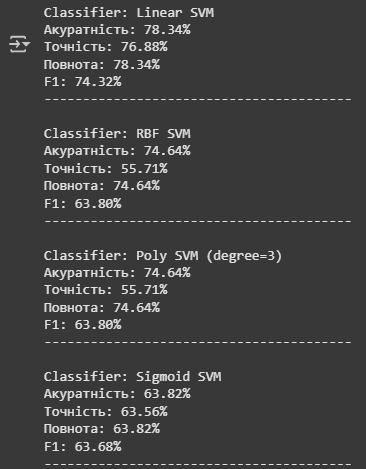 Classifier: Linear SVM
Акуратність: 78.34%
Точність: 76.88%
Повнота: 78.34%
F1: 74.32%
----------------------------------------
Classifier: RBF SVM
Акуратність: 74.64%
Точність: 55.71%
Повнота: 74.64%
F1: 63.80%
----------------------------------------
Classifier: Poly SVM (degree=3)
Акуратність: 74.64%
Точність: 55.71%
Повнота: 74.64%
F1: 63.80%
----------------------------------------
Classifier: Sigmoid SVM
Акуратність: 63.82%
Точність: 63.56%
Повнота: 63.82%
F1: 63.68%
----------------------------------------